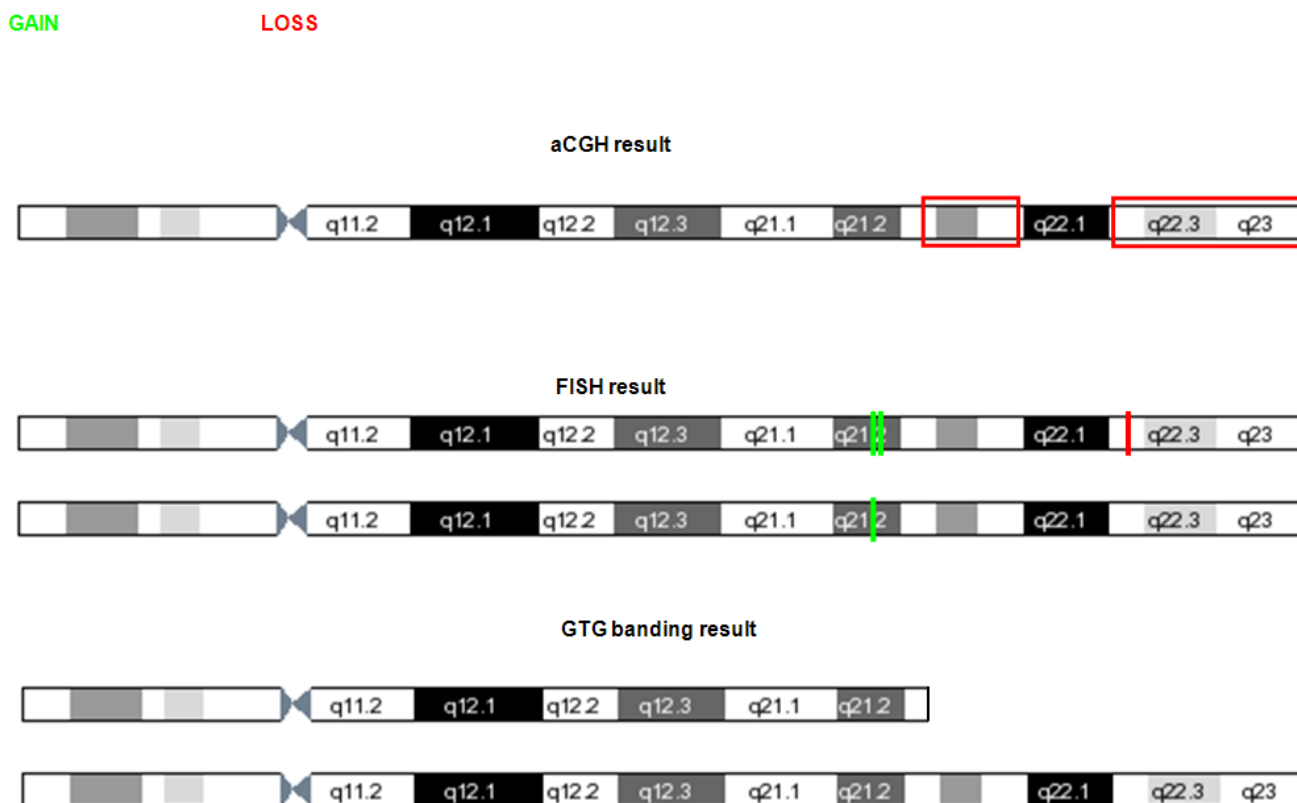 GAIN LOSS
aCGH result
q11.2 q12.1 q12.2 q12.3 q21.1 q21.2 q22.1 q22.3 q23
FISH result
q11.2 q12.1 q12.2 q12.3 q21.1 q21.2 q22.1 q22.3 q23
q11.2 q12.1 q12.2 q12.3 q21.1 q21.2 q22.1 q22.3 q23
GTG banding result
q11.2 q12.1 q12.2 q12.3 q21.1 q21.2
q11.2 q12.1 q12.2 q12.3 q21.1 q21.2 q22.1 q22.3 q23